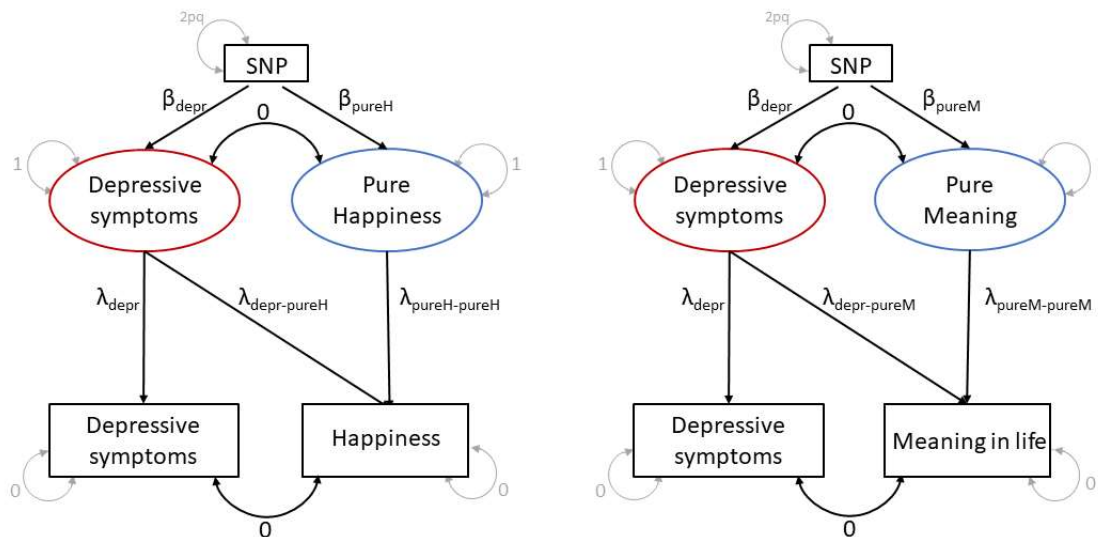 2pq
SNP
β_depr
β_pureH
0
1
1
Depressive
symptoms
Pure
Happiness
λ_depr
λ_depr-pureH
λ_pureH-pureH
Depressive
symptoms
Happiness
0
0
0
2pq
SNP
β_depr
β_pureM
0
1
1
Depressive
symptoms
Pure
Meaning
λ_depr
λ_depr-pureM
λ_pureM-pureM
Depressive
symptoms
Meaning in life
0
0
0